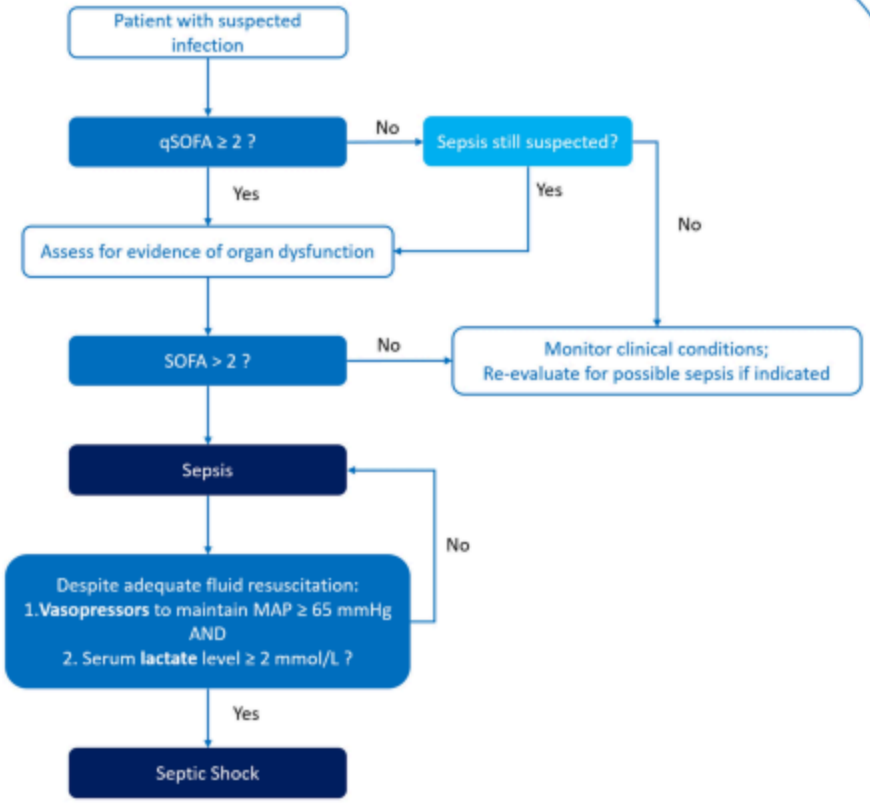 Patient with suspected
infection
qSOFA ≥ 2 ?
No
Sepsis still suspected?
Yes
Yes
No
Assess for evidence of organ dysfunction
SOFA > 2 ?
No
Monitor clinical conditions;
Re-evaluate for possible sepsis if indicated
Sepsis
No
Despite adequate fluid resuscitation:
1.Vasopressors to maintain MAP ≥ 65 mmHg
AND
2. Serum lactate level ≥ 2 mmol/L ?
Yes
Septic Shock